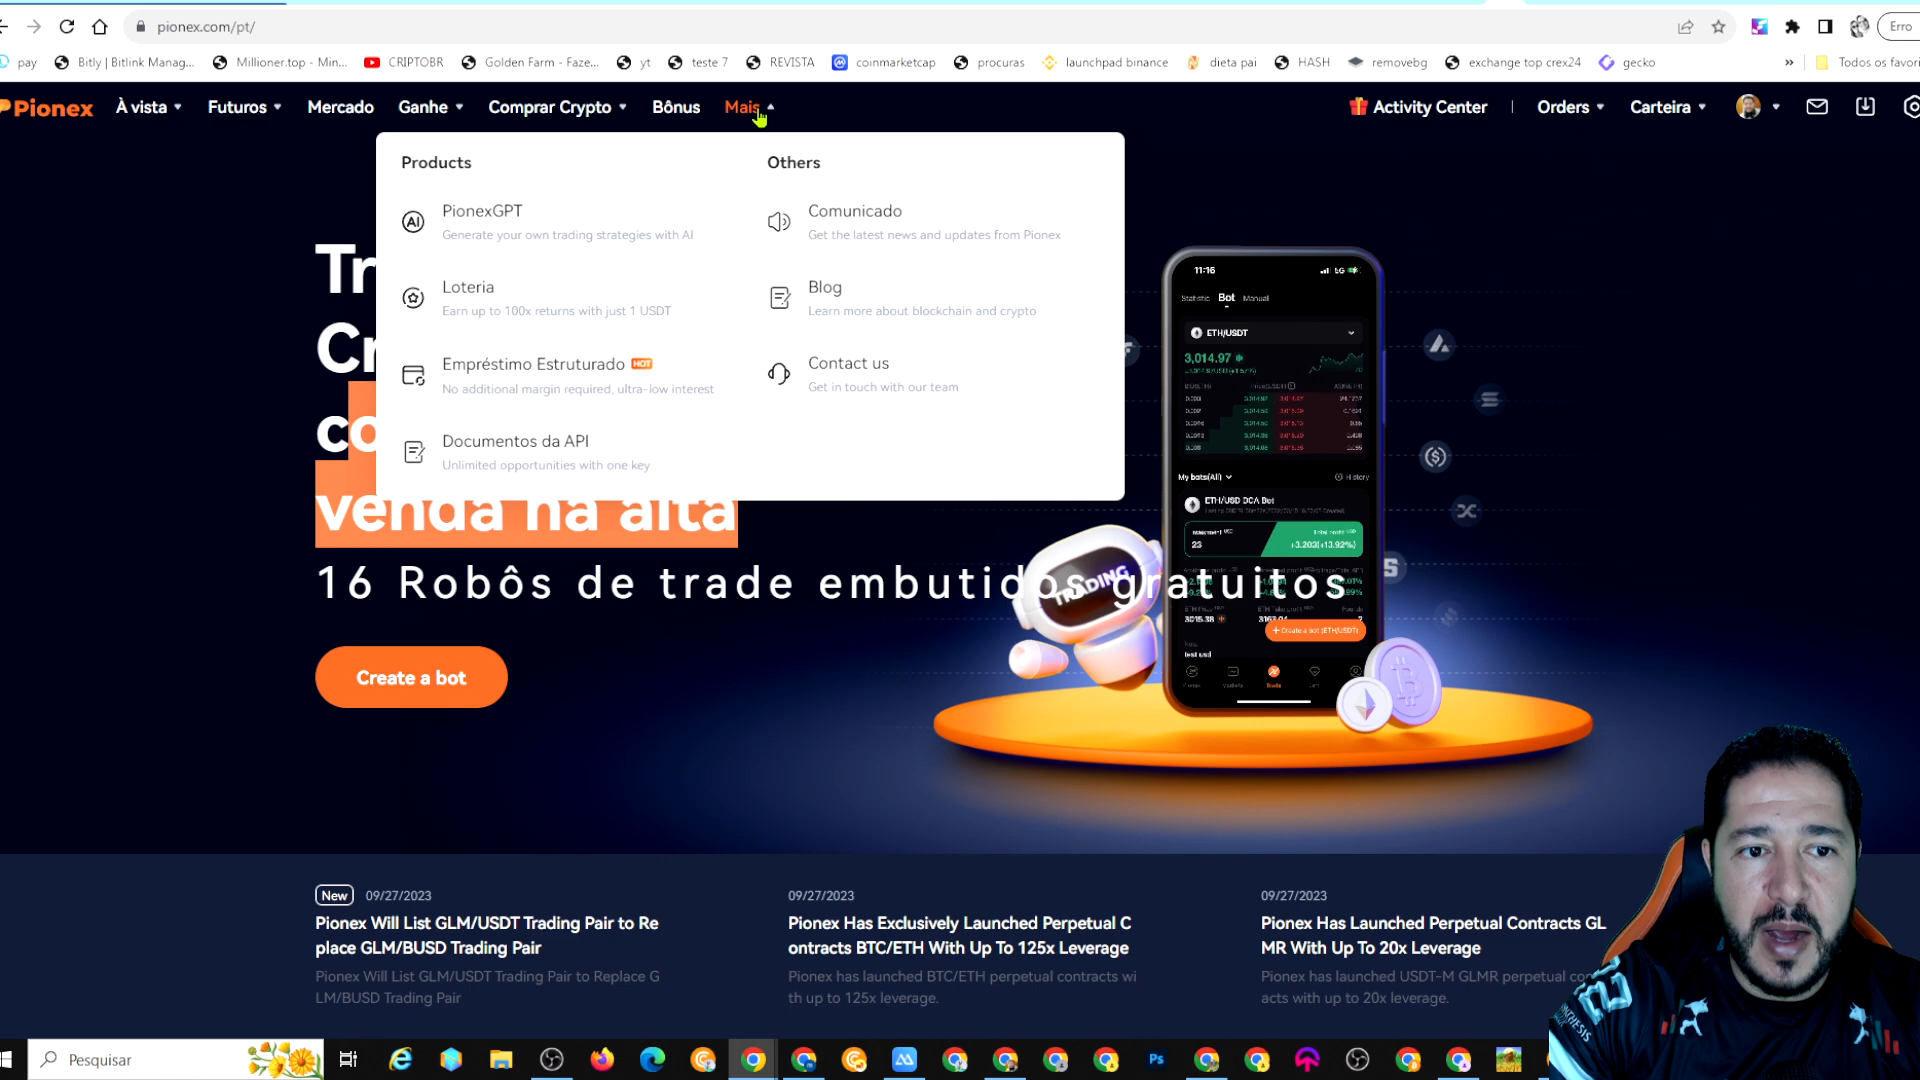 pionex.com/pt/
Erro
pay
Bitly | Bitlink Manag...
Millioner.top - Min...
CRIPTOBR
Golden Farm - Faze...
yt
teste 7
REVISTA
coinmarketcap
procuras
launchpad binance
dieta pai
HASH
removebg
exchange top crex24
gecko
»
Todos os favori
Pionex
À vista
Futuros
Mercado
Ganhe
Comprar Crypto
Bônus
Mais
Activity Center
Orders
Carteira
Products
Others
PionexGPT
Generate your own trading strategies with AI
Comunicado
Get the latest news and updates from Pionex
Loteria
Earn up to 100x returns with just 1 USDT
Blog
Learn more about blockchain and crypto
Empréstimo Estruturado HOT
No additional margin required, ultra-low interest
Contact us
Get in touch with our team
Documentos da API
Unlimited opportunities with one key
Tr
Cr
co
venda na alta
16 Robôs de trade embutidos gratuitos
Create a bot
TRADING
11:16
5G
Statistic Bot Manual
ETH/USDT
3,014.97
My bots(All)
History
ETH/USD DCA Bot
23
+3.203(+13.92%)
3015.38
+ Create a bot (ETH/USDT)
test usd
New 09/27/2023
Pionex Will List GLM/USDT Trading Pair to Re
place GLM/BUSD Trading Pair
Pionex Will List GLM/USDT Trading Pair to Replace G
LM/BUSD Trading Pair
09/27/2023
Pionex Has Exclusively Launched Perpetual C
ontracts BTC/ETH With Up To 125x Leverage
Pionex has launched BTC/ETH perpetual contracts wi
th up to 125x leverage.
09/27/2023
Pionex Has Launched Perpetual Contracts GL
MR With Up To 20x Leverage
Pionex has launched USDT-M GLMR perpetual con
acts with up to 20x leverage.
Pesquisar
Ps